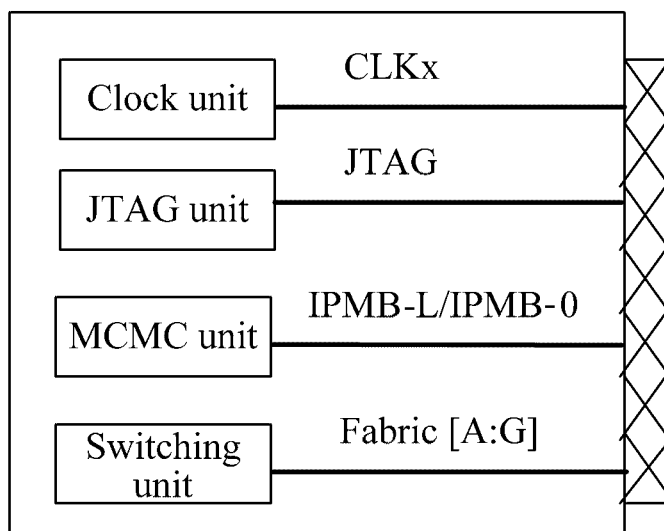 CLKx
Clock unit
JTAG
JTAG unit
IPMB-L/IPMB-0
MCMC unit
Fabric [A:G]
Switching
unit